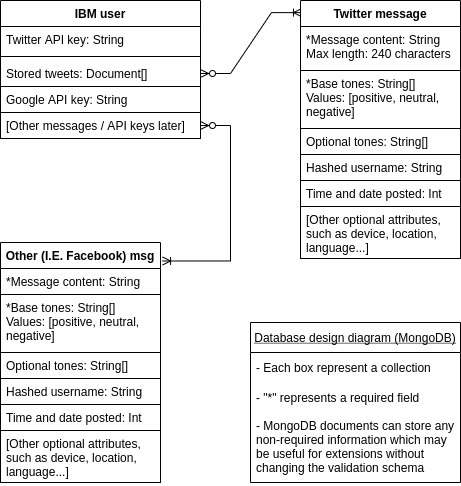 IBM user
Twitter API key: String
Stored tweets: Document[]
Google API key: String
[Other messages / API keys later]
Twitter message
*Message content: String
Max length: 240 characters
*Base tones: String[]
Values: [positive, neutral,
negative]
Optional tones: String[]
Hashed username: String
Time and date posted: Int
[Other optional attributes,
such as device, location,
language...]
Other (I.E. Facebook) msg
*Message content: String
*Base tones: String[]
Values: [positive, neutral,
negative]
Optional tones: String[]
Hashed username: String
Time and date posted: Int
[Other optional attributes,
such as device, location,
language...]
Database design diagram (MongoDB)
- Each box represent a collection
- "*" represents a required field
- MongoDB documents can store any
non-required information which may
be useful for extensions without
changing the validation schema